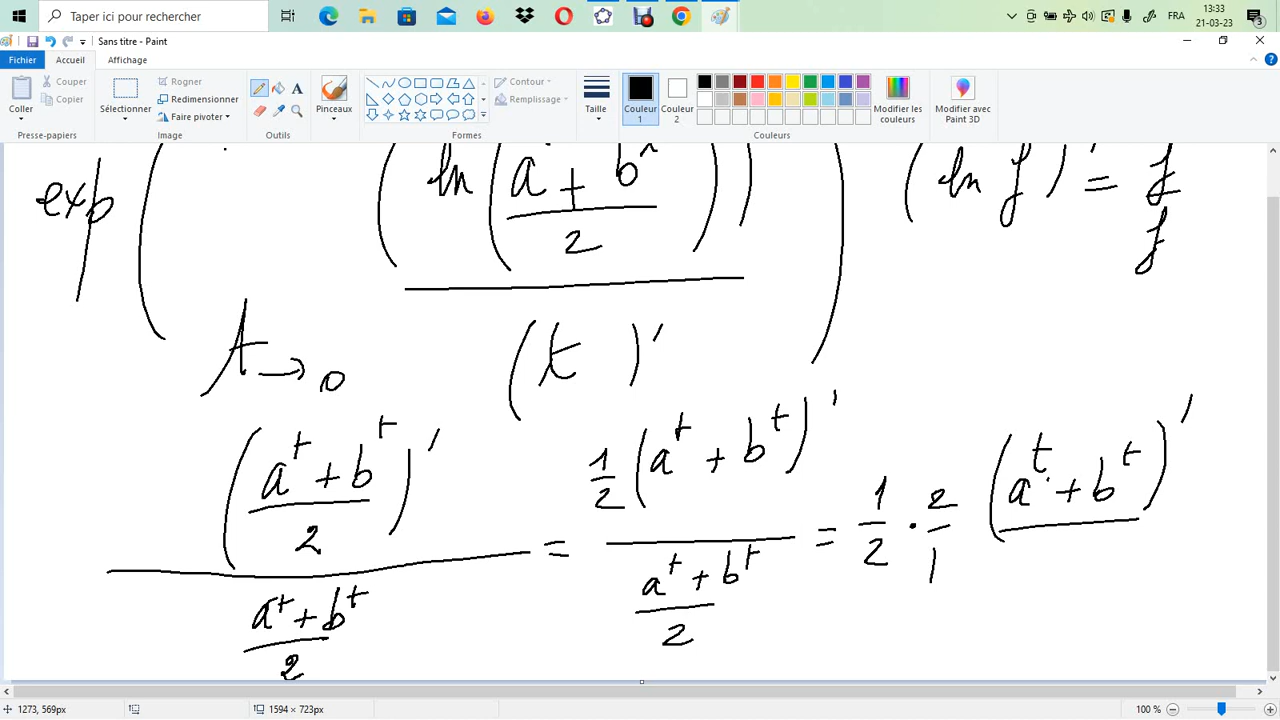 Taper ici pour rechercher
FRA
13:33
21-03-23
3
Sans titre - Paint
Fichier Accueil Affichage
Coller
Couper
Copier
Presse-papiers
Sélectionner
Rogner
Redimensionner
Faire pivoter
Image
A
Outils
Pinceaux
Contour
Remplissage
Formes
Taille
Couleur 1
Couleur 2
Modifier les couleurs
Couleurs
Modifier avec Paint 3D
exp ( ( ln ( a + b
2 ) ) )
(ln f)' = f
f
t → 0
(t )'
(a^t + b^t
2)'
a^t + b^t
2
= 1/2 (a^t + b^t)'
a^t + b^t
2
= 1/2 · 2/1 (a^t + b^t)'
1273, 569px
1594 × 723px
100 %